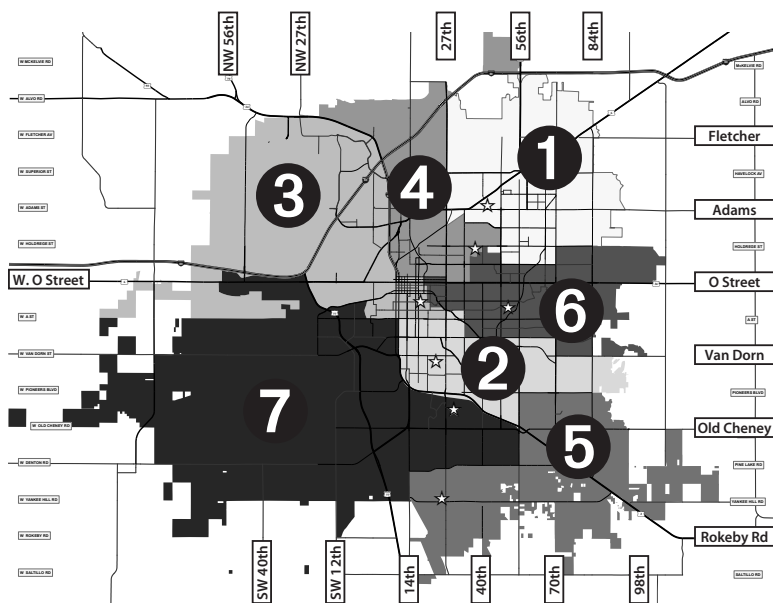 NW 56th
NW 27th
27th
56th
84th
W MCKELVIE RD
McKELVIE RD
W ALVO RD
ALVO RD
W FLETCHER AV
Fletcher
1
W SUPERIOR ST
HAVELOCK AV
3
4
W ADAMS ST
Adams
W HOLDREGE ST
HOLDREGE ST
W. O Street
O Street
6
W A ST
A ST
W VAN DORN ST
Van Dorn
2
W PIONEERS BLVD
PIONEERS BLVD
7
W OLD CHENEY RD
Old Cheney
5
W DENTON RD
PINE LAKE RD
W YANKEE HILL RD
YANKEE HILL RD
W ROKEBY RD
Rokeby Rd
W SALTILLO RD
SALTILLO RD
SW 40th
SW 12th
14th
40th
70th
98th